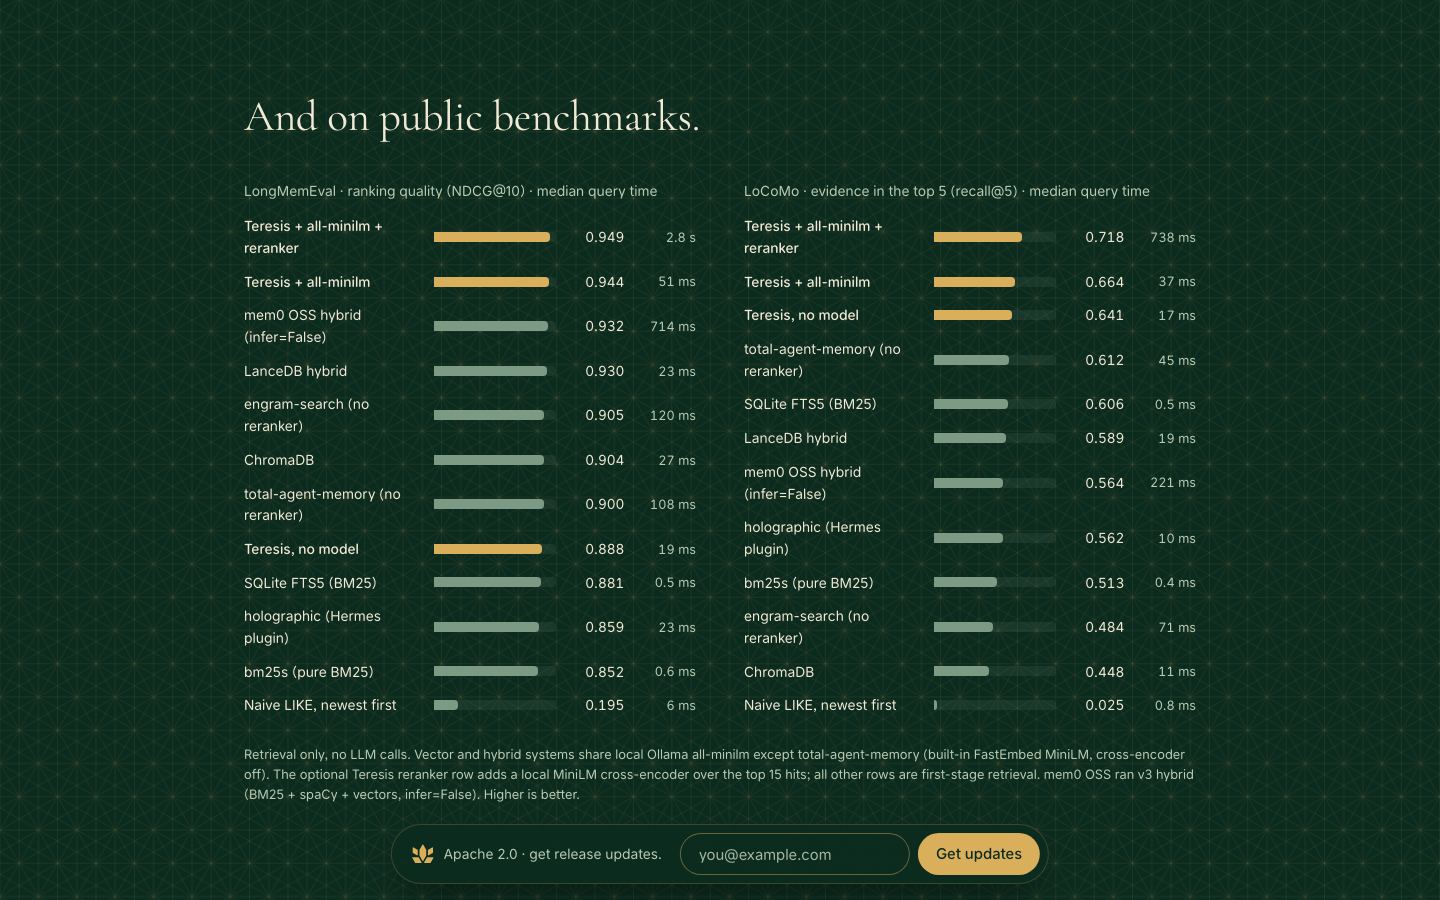 And on public benchmarks.
LongMemEval · ranking quality (NDCG@10) · median query time
Teresis + all-minilm +
reranker
0.949 2.8 s
Teresis + all-minilm 0.944 51 ms
mem0 OSS hybrid
(infer=False)
0.932 714 ms
LanceDB hybrid 0.930 23 ms
engram-search (no
reranker)
0.905 120 ms
ChromaDB 0.904 27 ms
total-agent-memory (no
reranker)
0.900 108 ms
Teresis, no model 0.888 19 ms
SQLite FTS5 (BM25) 0.881 0.5 ms
holographic (Hermes
plugin)
0.859 23 ms
bm25s (pure BM25) 0.852 0.6 ms
Naive LIKE, newest first 0.195 6 ms
LoCoMo · evidence in the top 5 (recall@5) · median query time
Teresis + all-minilm +
reranker
0.718 738 ms
Teresis + all-minilm 0.664 37 ms
Teresis, no model 0.641 17 ms
total-agent-memory (no
reranker)
0.612 45 ms
SQLite FTS5 (BM25) 0.606 0.5 ms
LanceDB hybrid 0.589 19 ms
mem0 OSS hybrid
(infer=False)
0.564 221 ms
holographic (Hermes
plugin)
0.562 10 ms
bm25s (pure BM25) 0.513 0.4 ms
engram-search (no
reranker)
0.484 71 ms
ChromaDB 0.448 11 ms
Naive LIKE, newest first 0.025 0.8 ms
Retrieval only, no LLM calls. Vector and hybrid systems share local Ollama all-minilm except total-agent-memory (built-in FastEmbed MiniLM, cross-encoder
off). The optional Teresis reranker row adds a local MiniLM cross-encoder over the top 15 hits; all other rows are first-stage retrieval. mem0 OSS ran v3 hybrid
(BM25 + spaCy + vectors, infer=False). Higher is better.
Apache 2.0 · get release updates.
you@example.com
Get updates